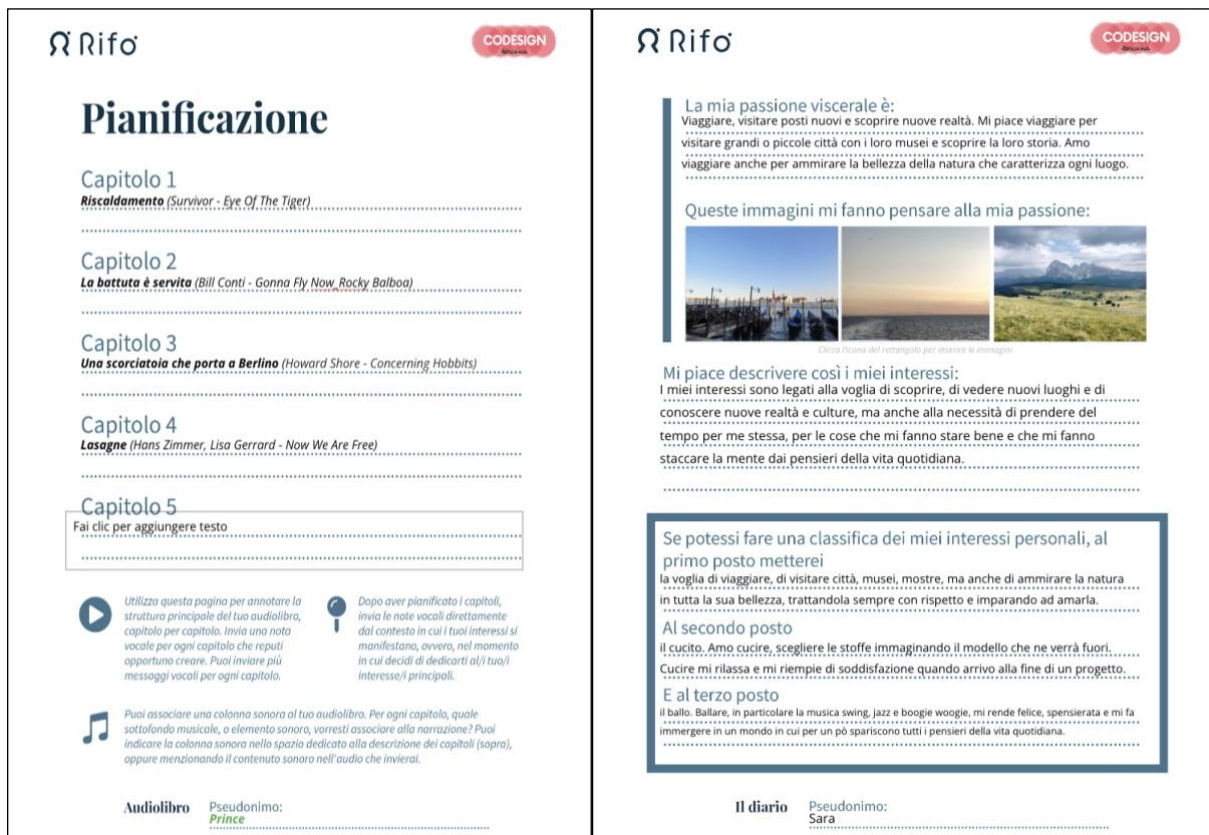 Rifò
CODESIGN
Pianificazione
Capitolo 1
Riscaldamento (Survivor - Eye Of The Tiger)
Capitolo 2
La battuta è servita (Bill Conti - Gonna Fly Now_Rocky Balboa)
Capitolo 3
Una scorciatoia che porta a Berlino (Howard Shore - Concerning Hobbits)
Capitolo 4
Lasagne (Hans Zimmer, Lisa Gerrard - Now We Are Free)
Capitolo 5
Fai clic per aggiungere testo
Utilizza questa pagina per annotare la
struttura principale del tuo audiolibro,
capitolo per capitolo. Invia una nota
vocale per ogni capitolo che reputi
opportuno creare. Puoi inviare più
messaggi vocali per ogni capitolo.
Dopo aver pianificato i capitoli,
invia le note vocali direttamente
dal contesto in cui i tuoi interessi si
manifestano, ovvero, nel momento
in cui decidi di dedicarti al/i tuo/i
interesse/i principali.
Puoi associare una colonna sonora al tuo audiolibro. Per ogni capitolo, quale
sottofondo musicale, o elemento sonoro, vorresti associare alla narrazione? Puoi
indicare la colonna sonora nello spazio dedicato alla descrizione dei capitoli (sopra),
oppure menzionando il contenuto sonoro nell'audio che invierai.
Audiolibro
Pseudonimo:
Prince
Rifò
CODESIGN
La mia passione viscerale è:
Viaggiare, visitare posti nuovi e scoprire nuove realtà. Mi piace viaggiare per
visitare grandi o piccole città con i loro musei e scoprire la loro storia. Amo
viaggiare anche per ammirare la bellezza della natura che caratterizza ogni luogo.
Queste immagini mi fanno pensare alla mia passione:
Clicca l'icona del rettangolo per inserire le immagini
Mi piace descrivere così i miei interessi:
I miei interessi sono legati alla voglia di scoprire, di vedere nuovi luoghi e di
conoscere nuove realtà e culture, ma anche alla necessità di prendere del
tempo per me stessa, per le cose che mi fanno stare bene e che mi fanno
staccare la mente dai pensieri della vita quotidiana.
Se potessi fare una classifica dei miei interessi personali, al
primo posto metterei
la voglia di viaggiare, di visitare città, musei, mostre, ma anche di ammirare la natura
in tutta la sua bellezza, trattandola sempre con rispetto e imparando ad amarla.
Al secondo posto
il cucito. Amo cucire, scegliere le stoffe immaginando il modello che ne verrà fuori.
Cucire mi rilassa e mi riempie di soddisfazione quando arrivo alla fine di un progetto.
E al terzo posto
il ballo. Ballare, in particolare la musica swing, jazz e boogie woogie, mi rende felice, spensierata e mi fa
immergere in un mondo in cui per un pò spariscono tutti i pensieri della vita quotidiana.
Il diario
Pseudonimo:
Sara